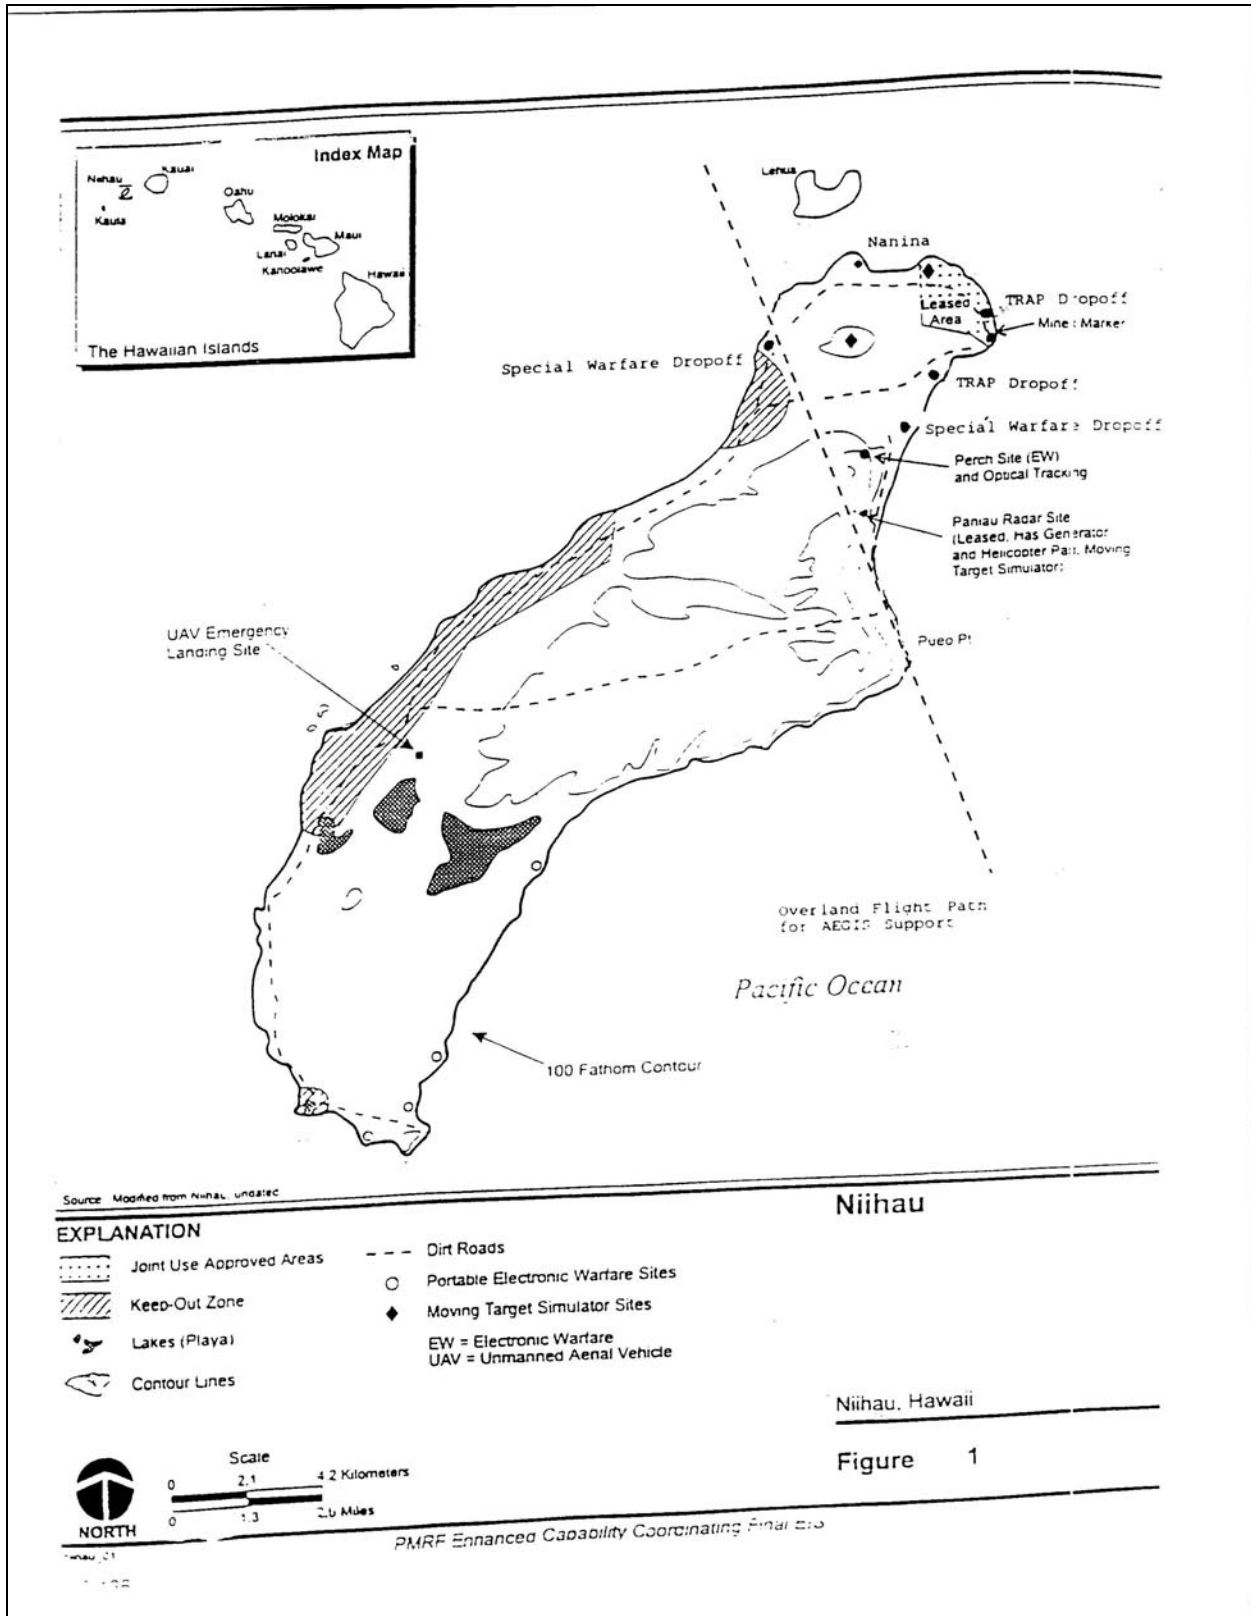 Index Map
Kauai
Nehau
Kaula
Oahu
Molokai
Lanai
Maui
Kanoolawe
Hawaii
The Hawaiian Islands
Lehua
Nanina
Leased
Area
TRAP Dropoff
Marker
Special Warfare Dropoff
TRAP Dropoff
Special Warfare Dropoff
Perch Site (EW)
and Optical Tracking
Paniau Radar Site
(Leased, Has Generator
and Helicopter Pad, Moving
Target Simulator)
UAV Emergency
Landing Site
Pueo Pt
Overland Flight Path
for AEGIS Support
Pacific Ocean
100 Fathom Contour
Source Modified from Niihau, undated
Niihau
EXPLANATION
Joint Use Approved Areas
Keep-Out Zone
Lakes (Playa)
Contour Lines
Dirt Roads
Portable Electronic Warfare Sites
Moving Target Simulator Sites
EW = Electronic Warfare
UAV = Unmanned Aerial Vehicle
Niihau, Hawaii
Figure 1
NORTH
Scale
0 2.1 4.2 Kilometers
0 1.3 2.6 Miles
PMRF Enhanced Capability Coordinating Final EIS